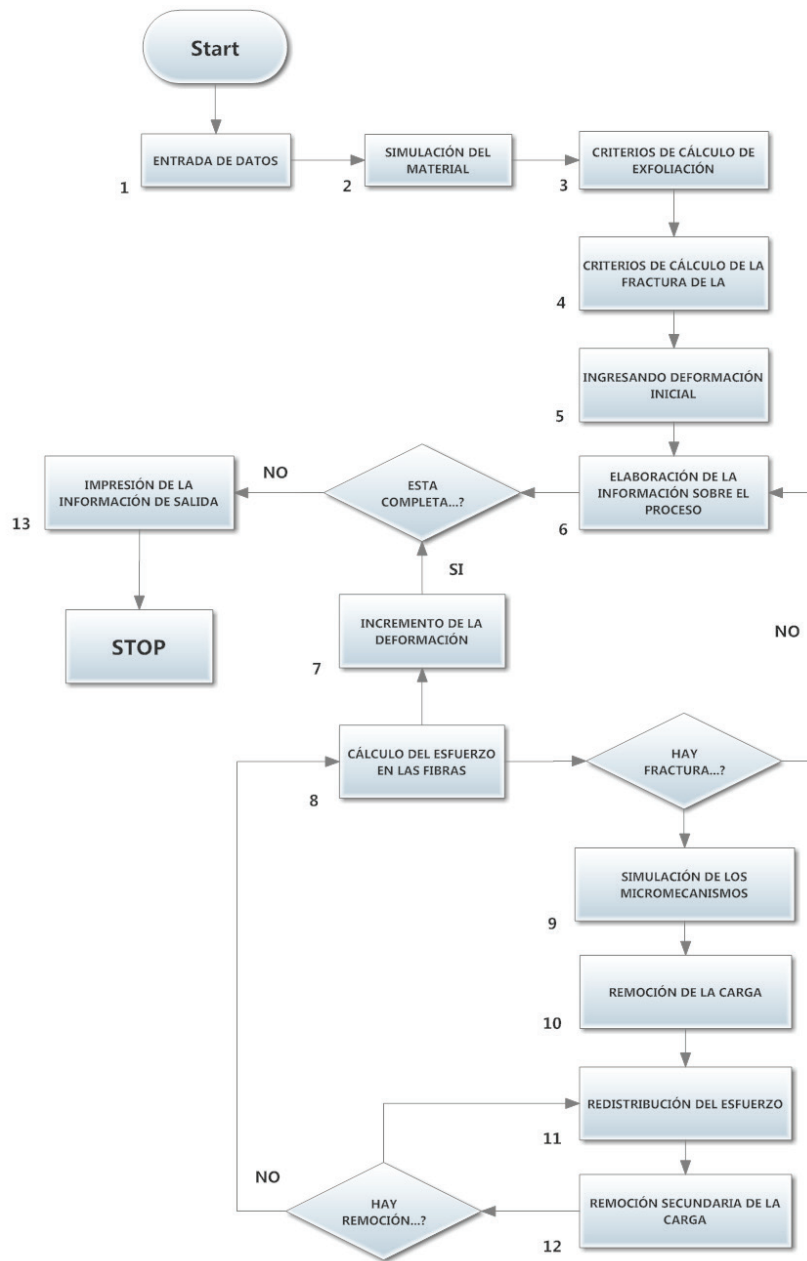 Start
ENTRADA DE DATOS
1
SIMULACIÓN DEL
MATERIAL
2
CRITERIOS DE CÁLCULO DE
EXFOLIACIÓN
3
CRITERIOS DE CÁLCULO DE LA
FRACTURA DE LA
4
INGRESANDO DEFORMACIÓN
INICIAL
5
ELABORACIÓN DE LA
INFORMACIÓN SOBRE EL
PROCESO
6
ESTA
COMPLETA...?
NO
IMPRESIÓN DE LA
INFORMACIÓN DE SALIDA
13
STOP
SI
INCREMENTO DE LA
DEFORMACIÓN
7
CÁLCULO DEL ESFUERZO
EN LAS FIBRAS
8
HAY
FRACTURA...?
NO
SIMULACIÓN DE LOS
MICROMECANISMOS
9
REMOCIÓN DE LA CARGA
10
REDISTRIBUCIÓN DEL ESFUERZO
11
REMOCIÓN SECUNDARIA DE LA
CARGA
12
HAY
REMOCIÓN...?
NO